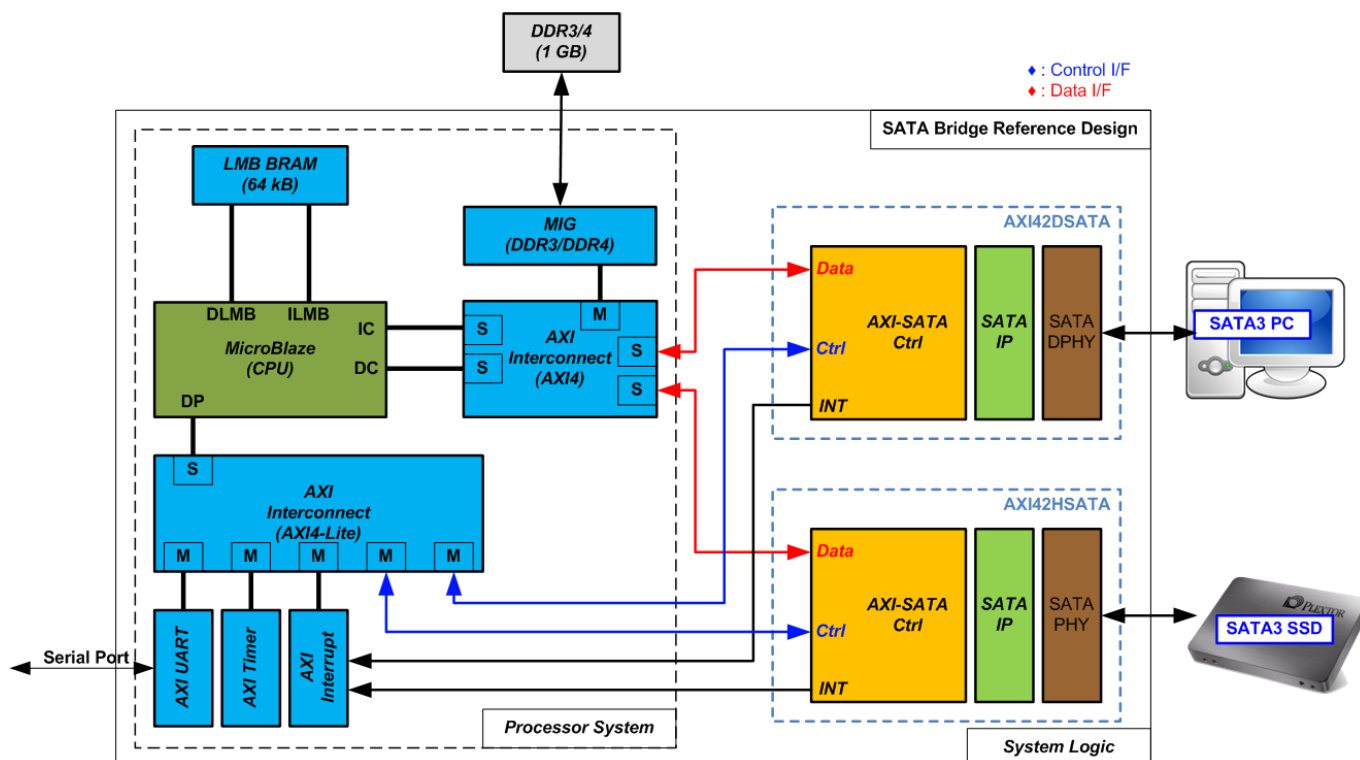 DDR3/4
(1 GB)
♦ : Control I/F
♦ : Data I/F
SATA Bridge Reference Design
LMB BRAM
(64 kB)
MIG
(DDR3/DDR4)
DLMB
ILMB
IC
DC
MicroBlaze
(CPU)
DP
S
S
M
S
S
AXI
Interconnect
(AXI4)
AXI42DSATA
Data
Ctrl
INT
AXI-SATA
Ctrl
SATA
IP
SATA
DPHY
SATA3 PC
S
AXI
Interconnect
(AXI4-Lite)
M
M
M
M
M
AXI42HSATA
Data
Ctrl
INT
AXI-SATA
Ctrl
SATA
IP
SATA
PHY
PLEXTOR
SATA3 SSD
Serial Port
AXI UART
AXI Timer
AXI
Interrupt
Processor System
System Logic